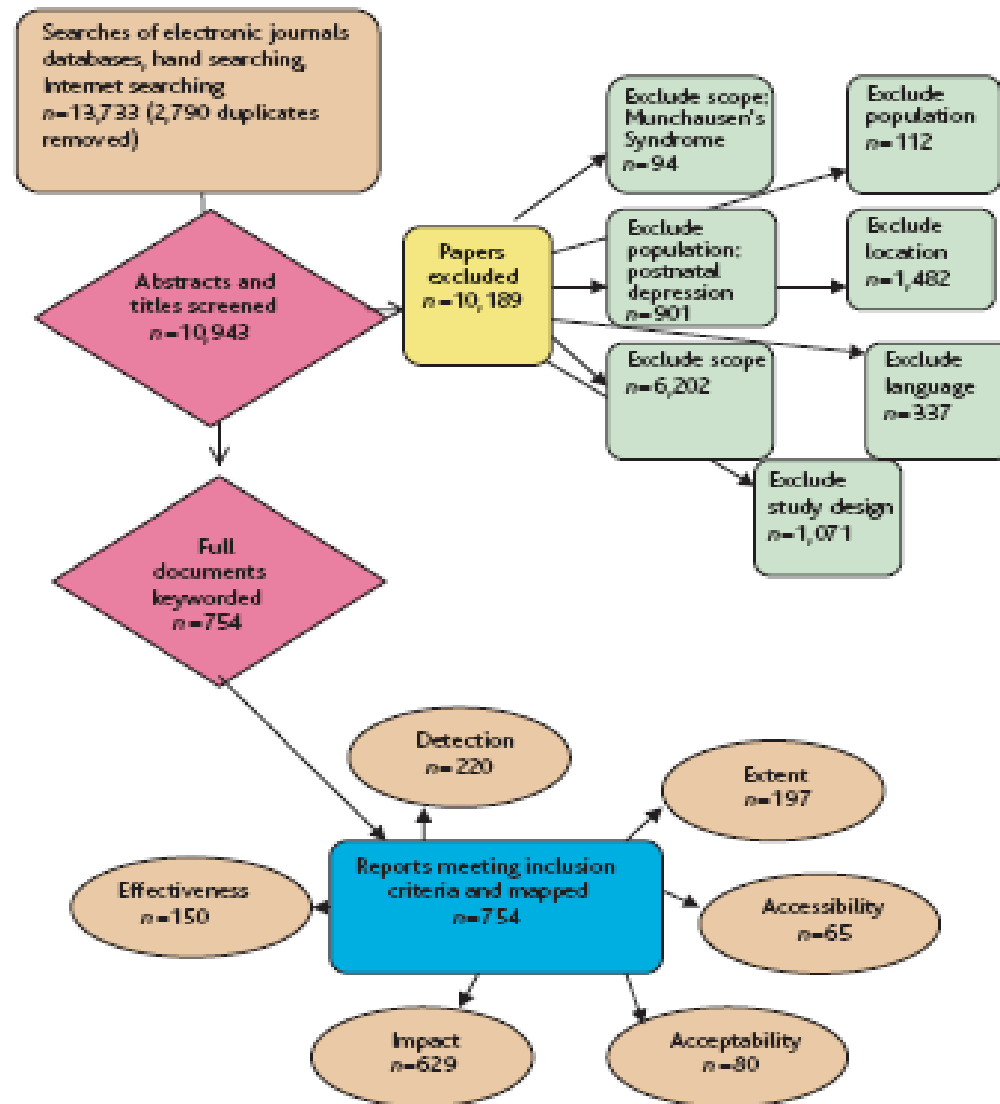 Searches of electronic journals
databases, hand searching,
Internet searching
n=13,733 (2,790 duplicates
removed)
Abstracts and
titles screened
n=10,943
Papers
excluded
n=10,189
Exclude scope:
Munchausen's
Syndrome
n=94
Exclude
population
n=112
Exclude
population:
postnatal
depression
n=901
Exclude
location
n=1,482
Exclude scope
n=6,202
Exclude
language
n=337
Exclude
study design
n=1,071
Full
documents
keyworded
n=754
Detection
n=220
Extent
n=197
Reports meeting inclusion
criteria and mapped
n=754
Effectiveness
n=150
Accessibility
n=65
Impact
n=629
Acceptability
n=80